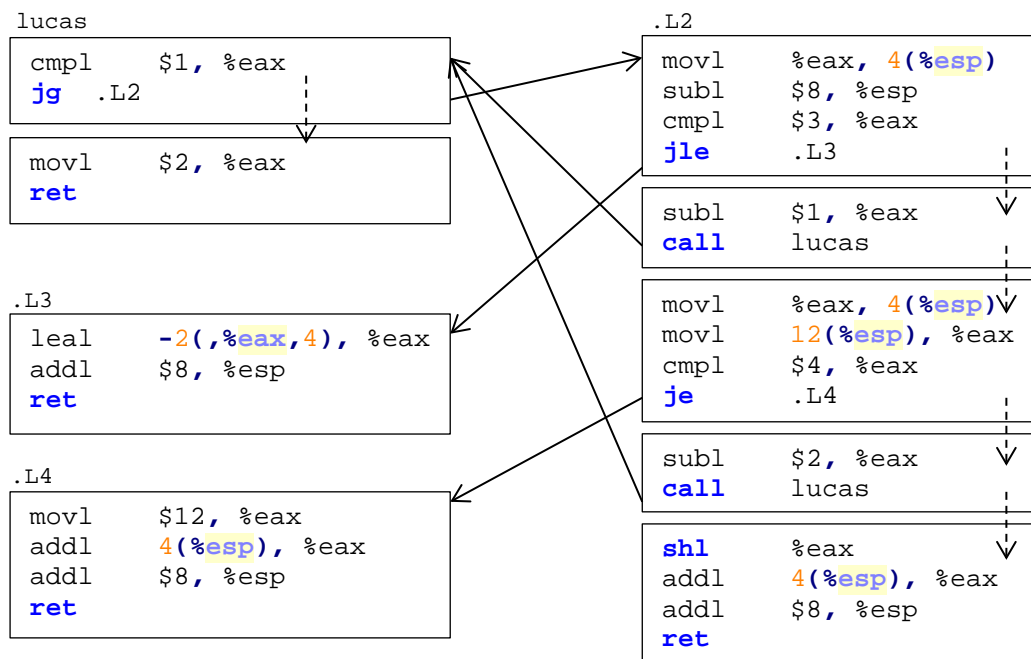 lucas
cmpl $1, %eax
jg .L2
movl $2, %eax
ret
.L3
leal -2(,%eax,4), %eax
addl $8, %esp
ret
.L4
movl $12, %eax
addl 4(%esp), %eax
addl $8, %esp
ret
.L2
movl %eax, 4(%esp)
subl $8, %esp
cmpl $3, %eax
jle .L3
subl $1, %eax
call lucas
movl %eax, 4(%esp)
movl 12(%esp), %eax
cmpl $4, %eax
je .L4
subl $2, %eax
call lucas
shl %eax
addl 4(%esp), %eax
addl $8, %esp
ret